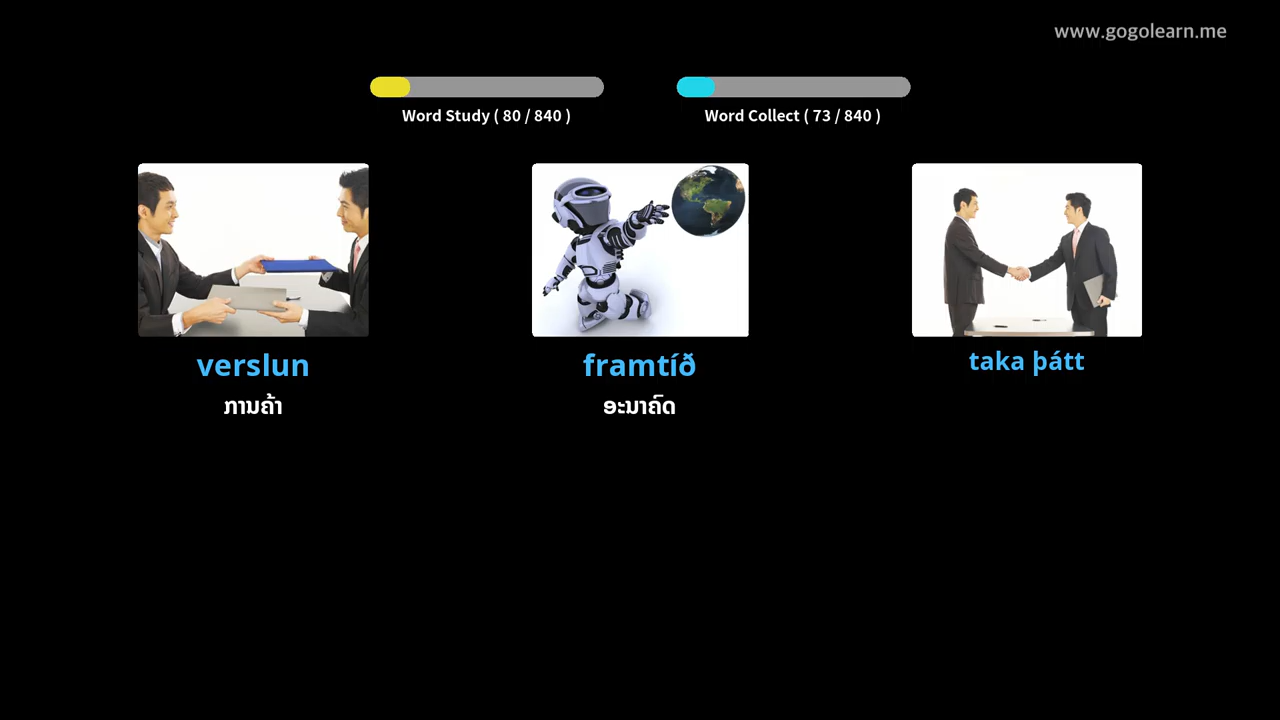 www.gogolearn.me
Word Study ( 80 / 840 )
Word Collect ( 73 / 840 )
verslun
ການຄ້າ
framtíð
ອະນາຄົດ
taka þátt